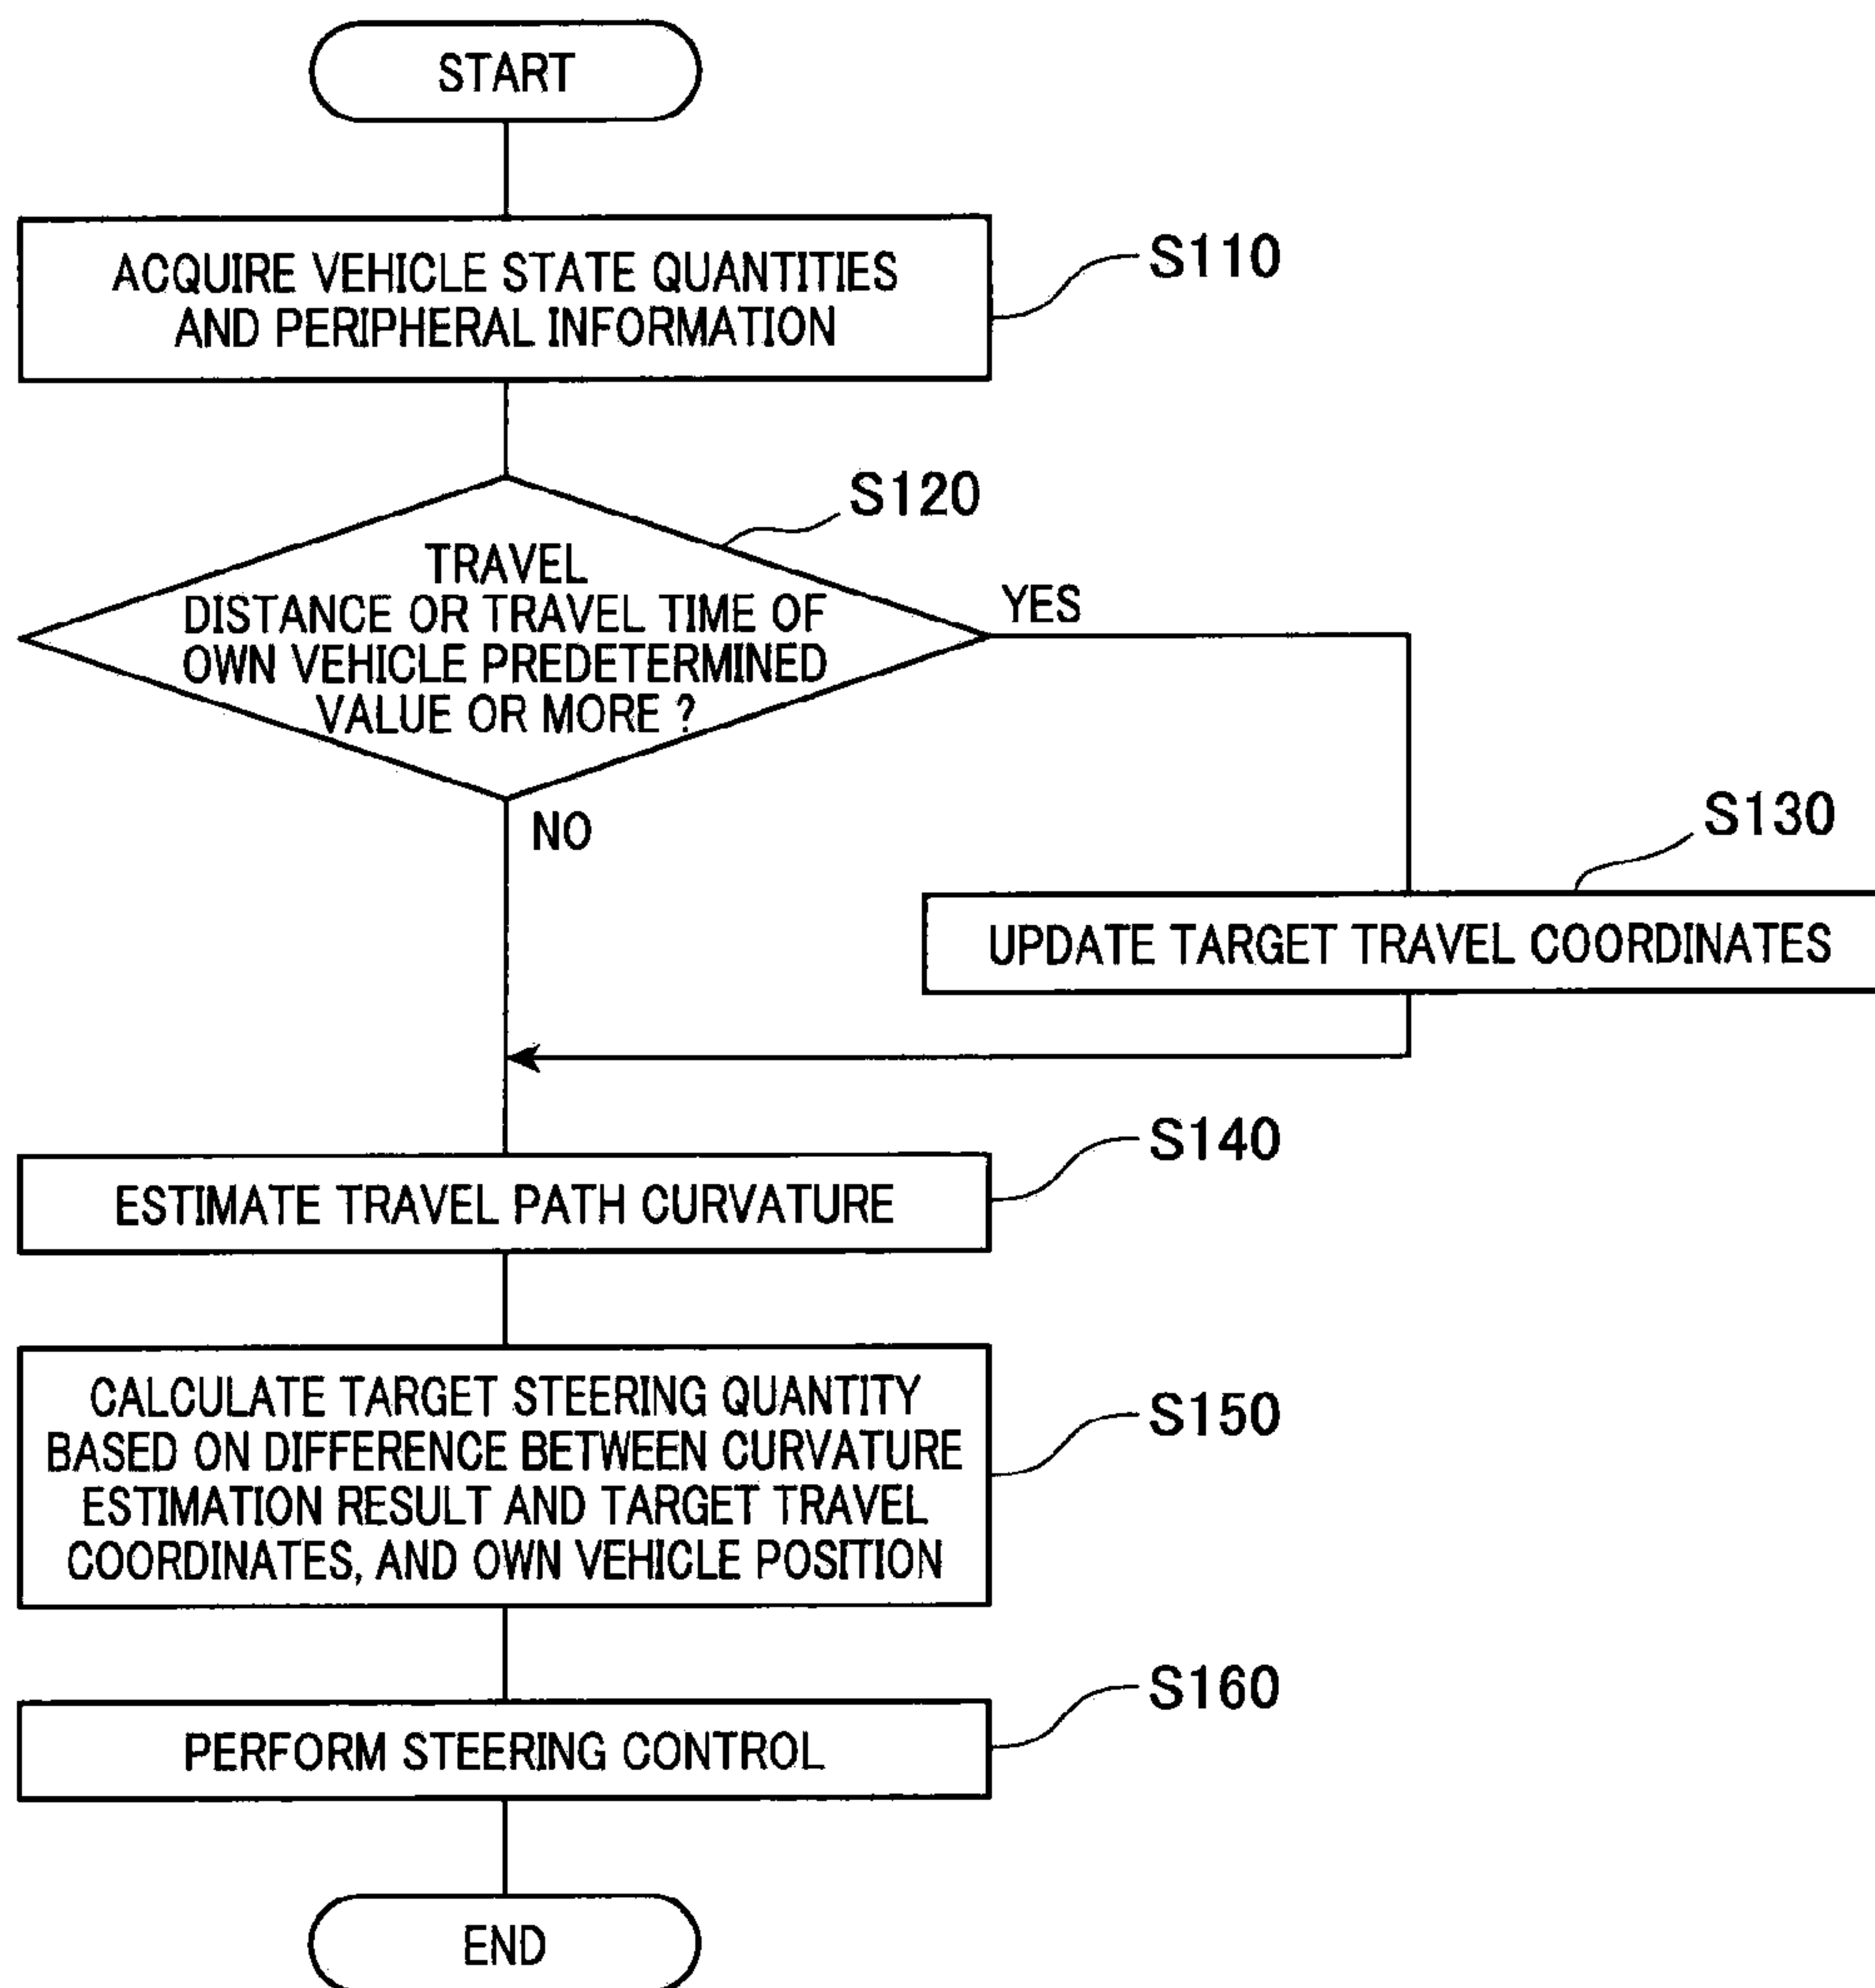 START
ACQUIRE VEHICLE STATE QUANTITIES
AND PERIPHERAL INFORMATION
S110
S120
TRAVEL
DISTANCE OR TRAVEL TIME OF
OWN VEHICLE PREDETERMINED
VALUE OR MORE ?
YES
NO
S130
UPDATE TARGET TRAVEL COORDINATES
S140
ESTIMATE TRAVEL PATH CURVATURE
CALCULATE TARGET STEERING QUANTITY
BASED ON DIFFERENCE BETWEEN CURVATURE
ESTIMATION RESULT AND TARGET TRAVEL
COORDINATES, AND OWN VEHICLE POSITION
S150
S160
PERFORM STEERING CONTROL
END